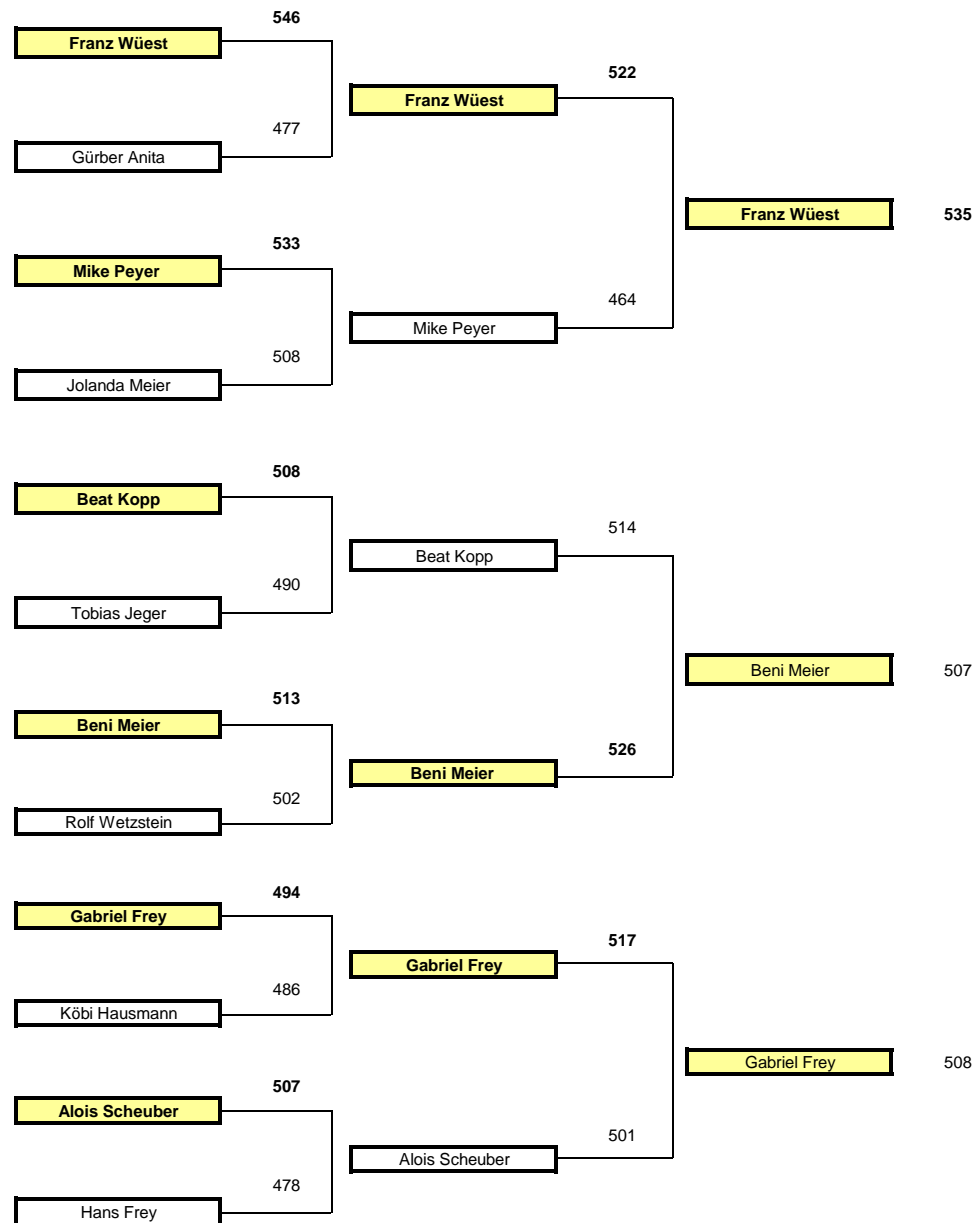 546
Franz Wüest
522
Franz Wüest
477
Gürber Anita
Franz Wüest 535
533
Mike Peyer
464
Mike Peyer
508
Jolanda Meier
508
Beat Kopp
514
Beat Kopp
490
Tobias Jeger
Beni Meier 507
513
Beni Meier
526
Beni Meier
502
Rolf Wetzstein
494
Gabriel Frey
517
Gabriel Frey
486
Köbi Hausmann
Gabriel Frey 508
507
Alois Scheuber
501
Alois Scheuber
478
Hans Frey